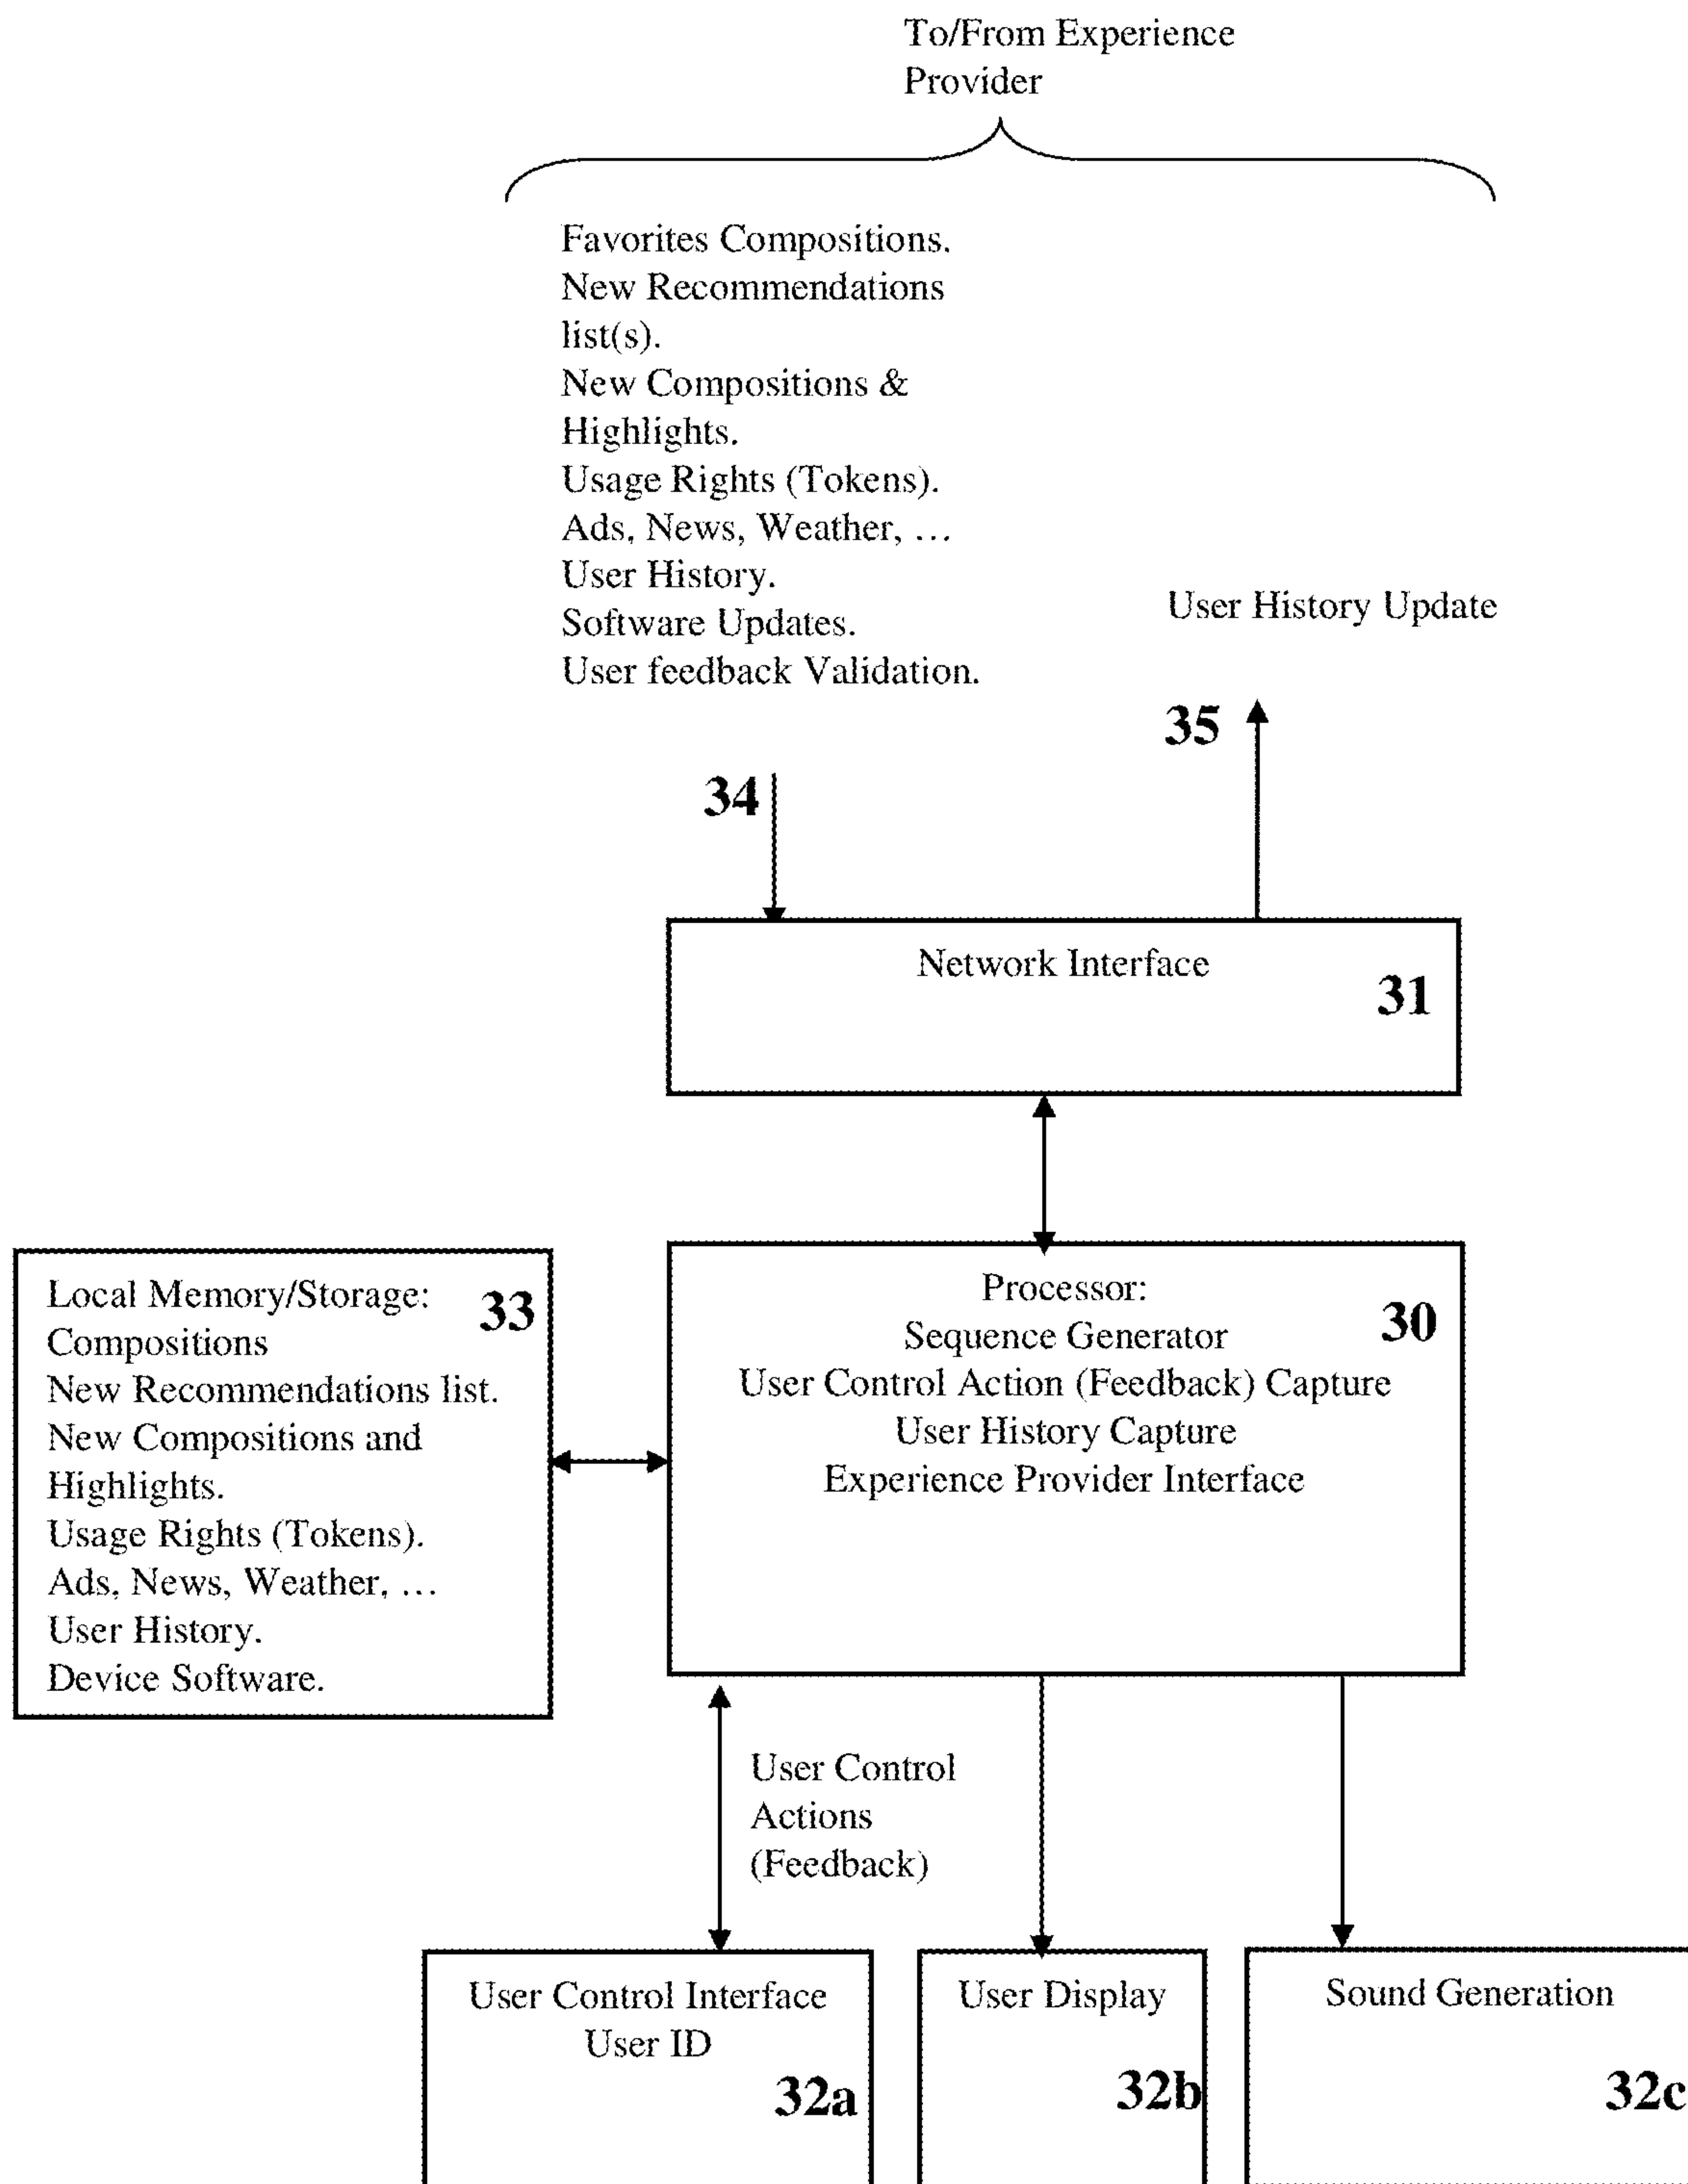 To/From Experience
Provider
Favorites Compositions.
New Recommendations
list(s).
New Compositions &
Highlights.
Usage Rights (Tokens).
Ads, News, Weather, …
User History.
Software Updates.
User feedback Validation.
User History Update
35
34
Network Interface
31
Local Memory/Storage:
Compositions
New Recommendations list.
New Compositions and
Highlights.
Usage Rights (Tokens).
Ads, News, Weather, …
User History.
Device Software.
33
Processor:
Sequence Generator
User Control Action (Feedback) Capture
User History Capture
Experience Provider Interface
30
User Control
Actions
(Feedback)
User Control Interface
User ID
32a
User Display
32b
Sound Generation
32c